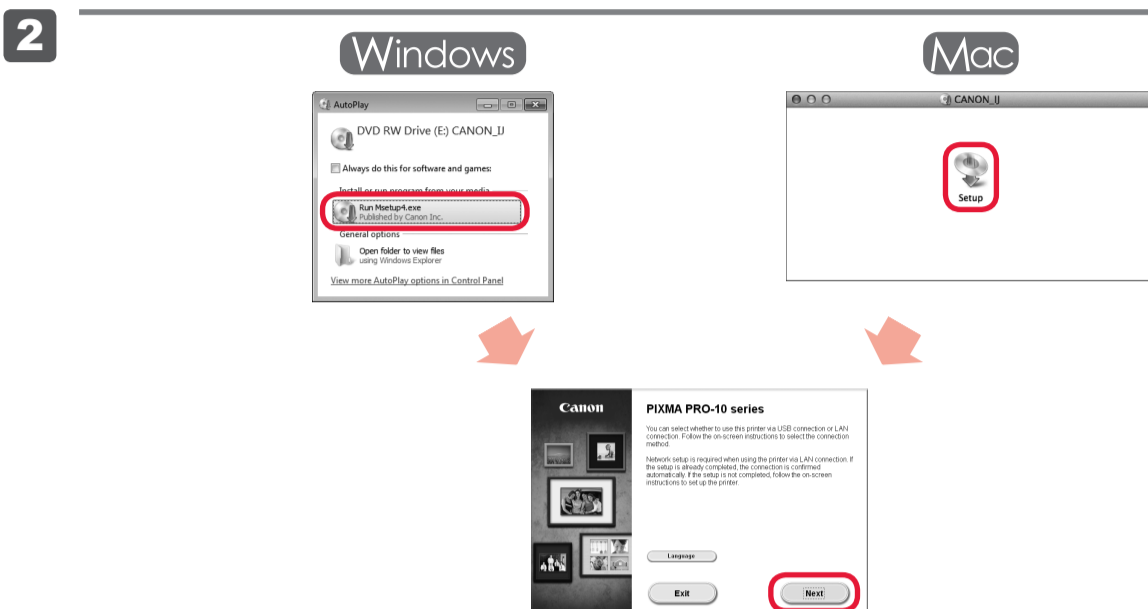 2
Windows
Mac
AutoPlay
DVD RW Drive (E:) CANON_IJ
Always do this for software and games:
Install or run program from your media
Run Msetup4.exe
Published by Canon Inc.
General options
Open folder to view files
using Windows Explorer
View more AutoPlay options in Control Panel
CANON_IJ
Setup
Canon
PIXMA PRO-10 series
You can select whether to use this printer via USB connection or LAN
connection. Follow the on-screen instructions to select the connection
method.
Network setup is required when using the printer via LAN connection. If
the setup is already completed, the connection is confirmed
automatically. If the setup is not completed, follow the on-screen
instructions to set up the printer.
Language
Exit
Next